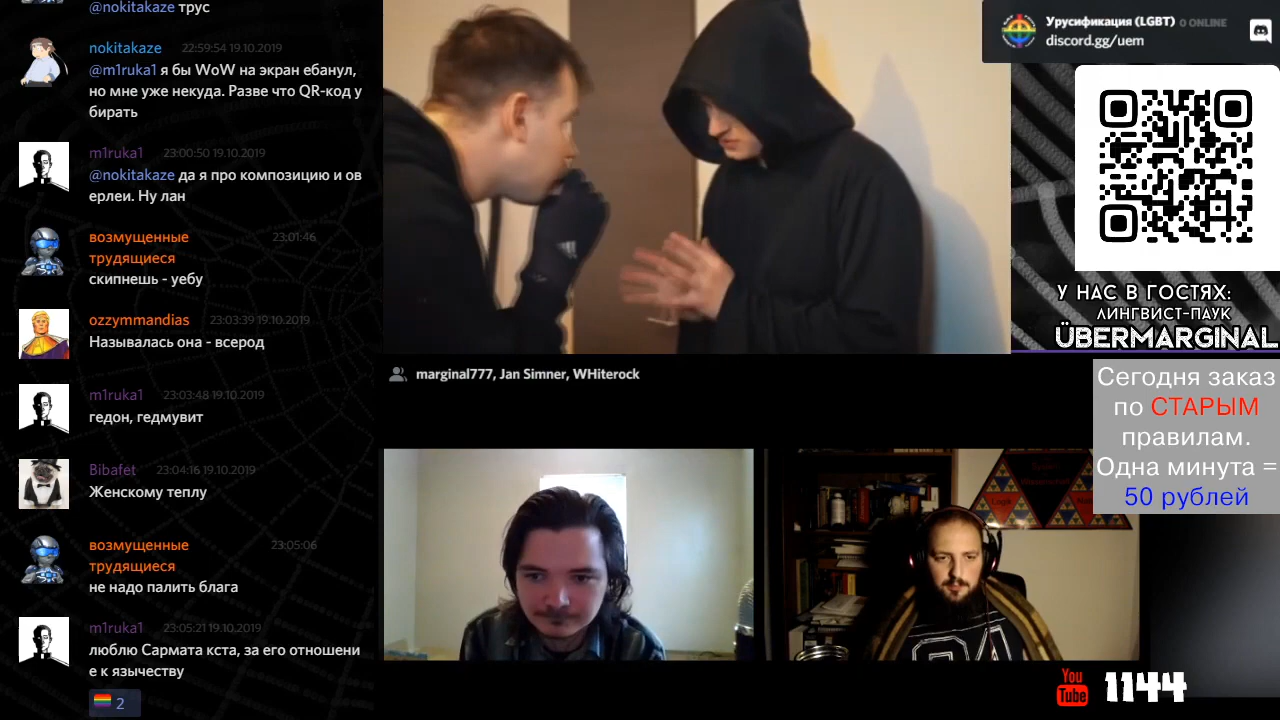 @nokitakaze трус
nokitakaze 22:59:54 19.10.2019
@m1ruka1 я бы WoW на экран ебанул,
но мне уже некуда. Разве что QR-код у
бирать
m1ruka1 23:00:50 19.10.2019
@nokitakaze да я про композицию и ов
ерлеи. Ну лан
возмущенные 23:01:46
трудящиеся
скипнешь - уебу
ozzymmandias 23:03:39 19.10.2019
Называлась она - всерод
m1ruka1 23:03:48 19.10.2019
гедон, гедмувит
Bibafet 23:04:16 19.10.2019
Женскому теплу
возмущенные 23:05:06
трудящиеся
не надо палить блага
m1ruka1 23:05:21 19.10.2019
люблю Сармата кста, за его отношени
е к язычеству
2
marginal777, Jan Simner, WHiterock
Урусификация (LGBT) 0 ONLINE
discord.gg/uem
У НАС В ГОСТЯХ:
ЛИНГВИСТ-ПАУК
ÜBERMARGINAL
Сегодня заказ
по СТАРЫМ
правилам.
Одна минута =
50 рублей
You
Tube
1144